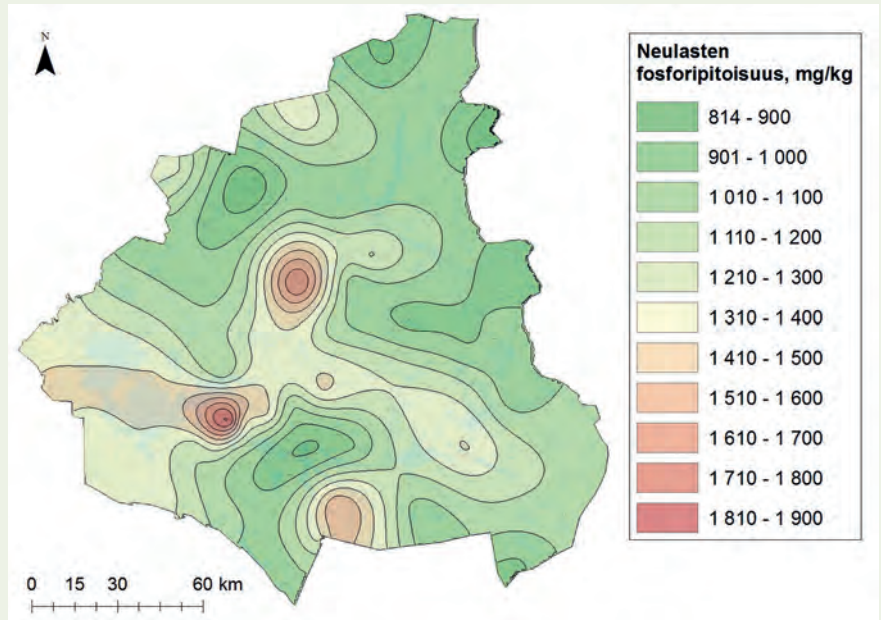 N
Neulasten
fosforipitoisuus, mg/kg
814 - 900
901 - 1 000
1 010 - 1 100
1 110 - 1 200
1 210 - 1 300
1 310 - 1 400
1 410 - 1 500
1 510 - 1 600
1 610 - 1 700
1 710 - 1 800
1 810 - 1 900
0 15 30 60 km